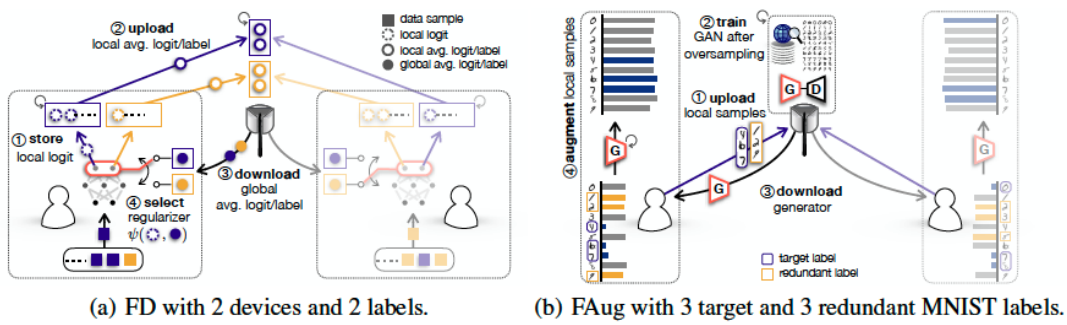 ② upload
local avg. logit/label
data sample
local logit
local avg. logit/label
global avg. logit/label
① store
local logit
③ download
global
avg. logit/label
④ select
regularizer
ψ( , )
(a) FD with 2 devices and 2 labels.
② train
GAN after
oversampling
G
D
① upload
local samples
④ augment local samples
G
G
③ download
generator
G
target label
redundant label
(b) FAug with 3 target and 3 redundant MNIST labels.